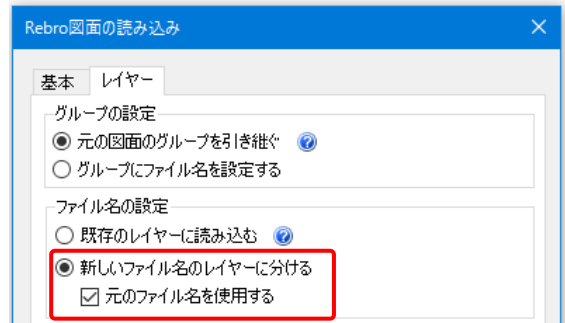 Rebro図面の読み込み
基本 レイヤー
グループの設定
元の図面のグループを引き継ぐ
グループにファイル名を設定する
ファイル名の設定
既存のレイヤーに読み込む
新しいファイル名のレイヤーに分ける
元のファイル名を使用する